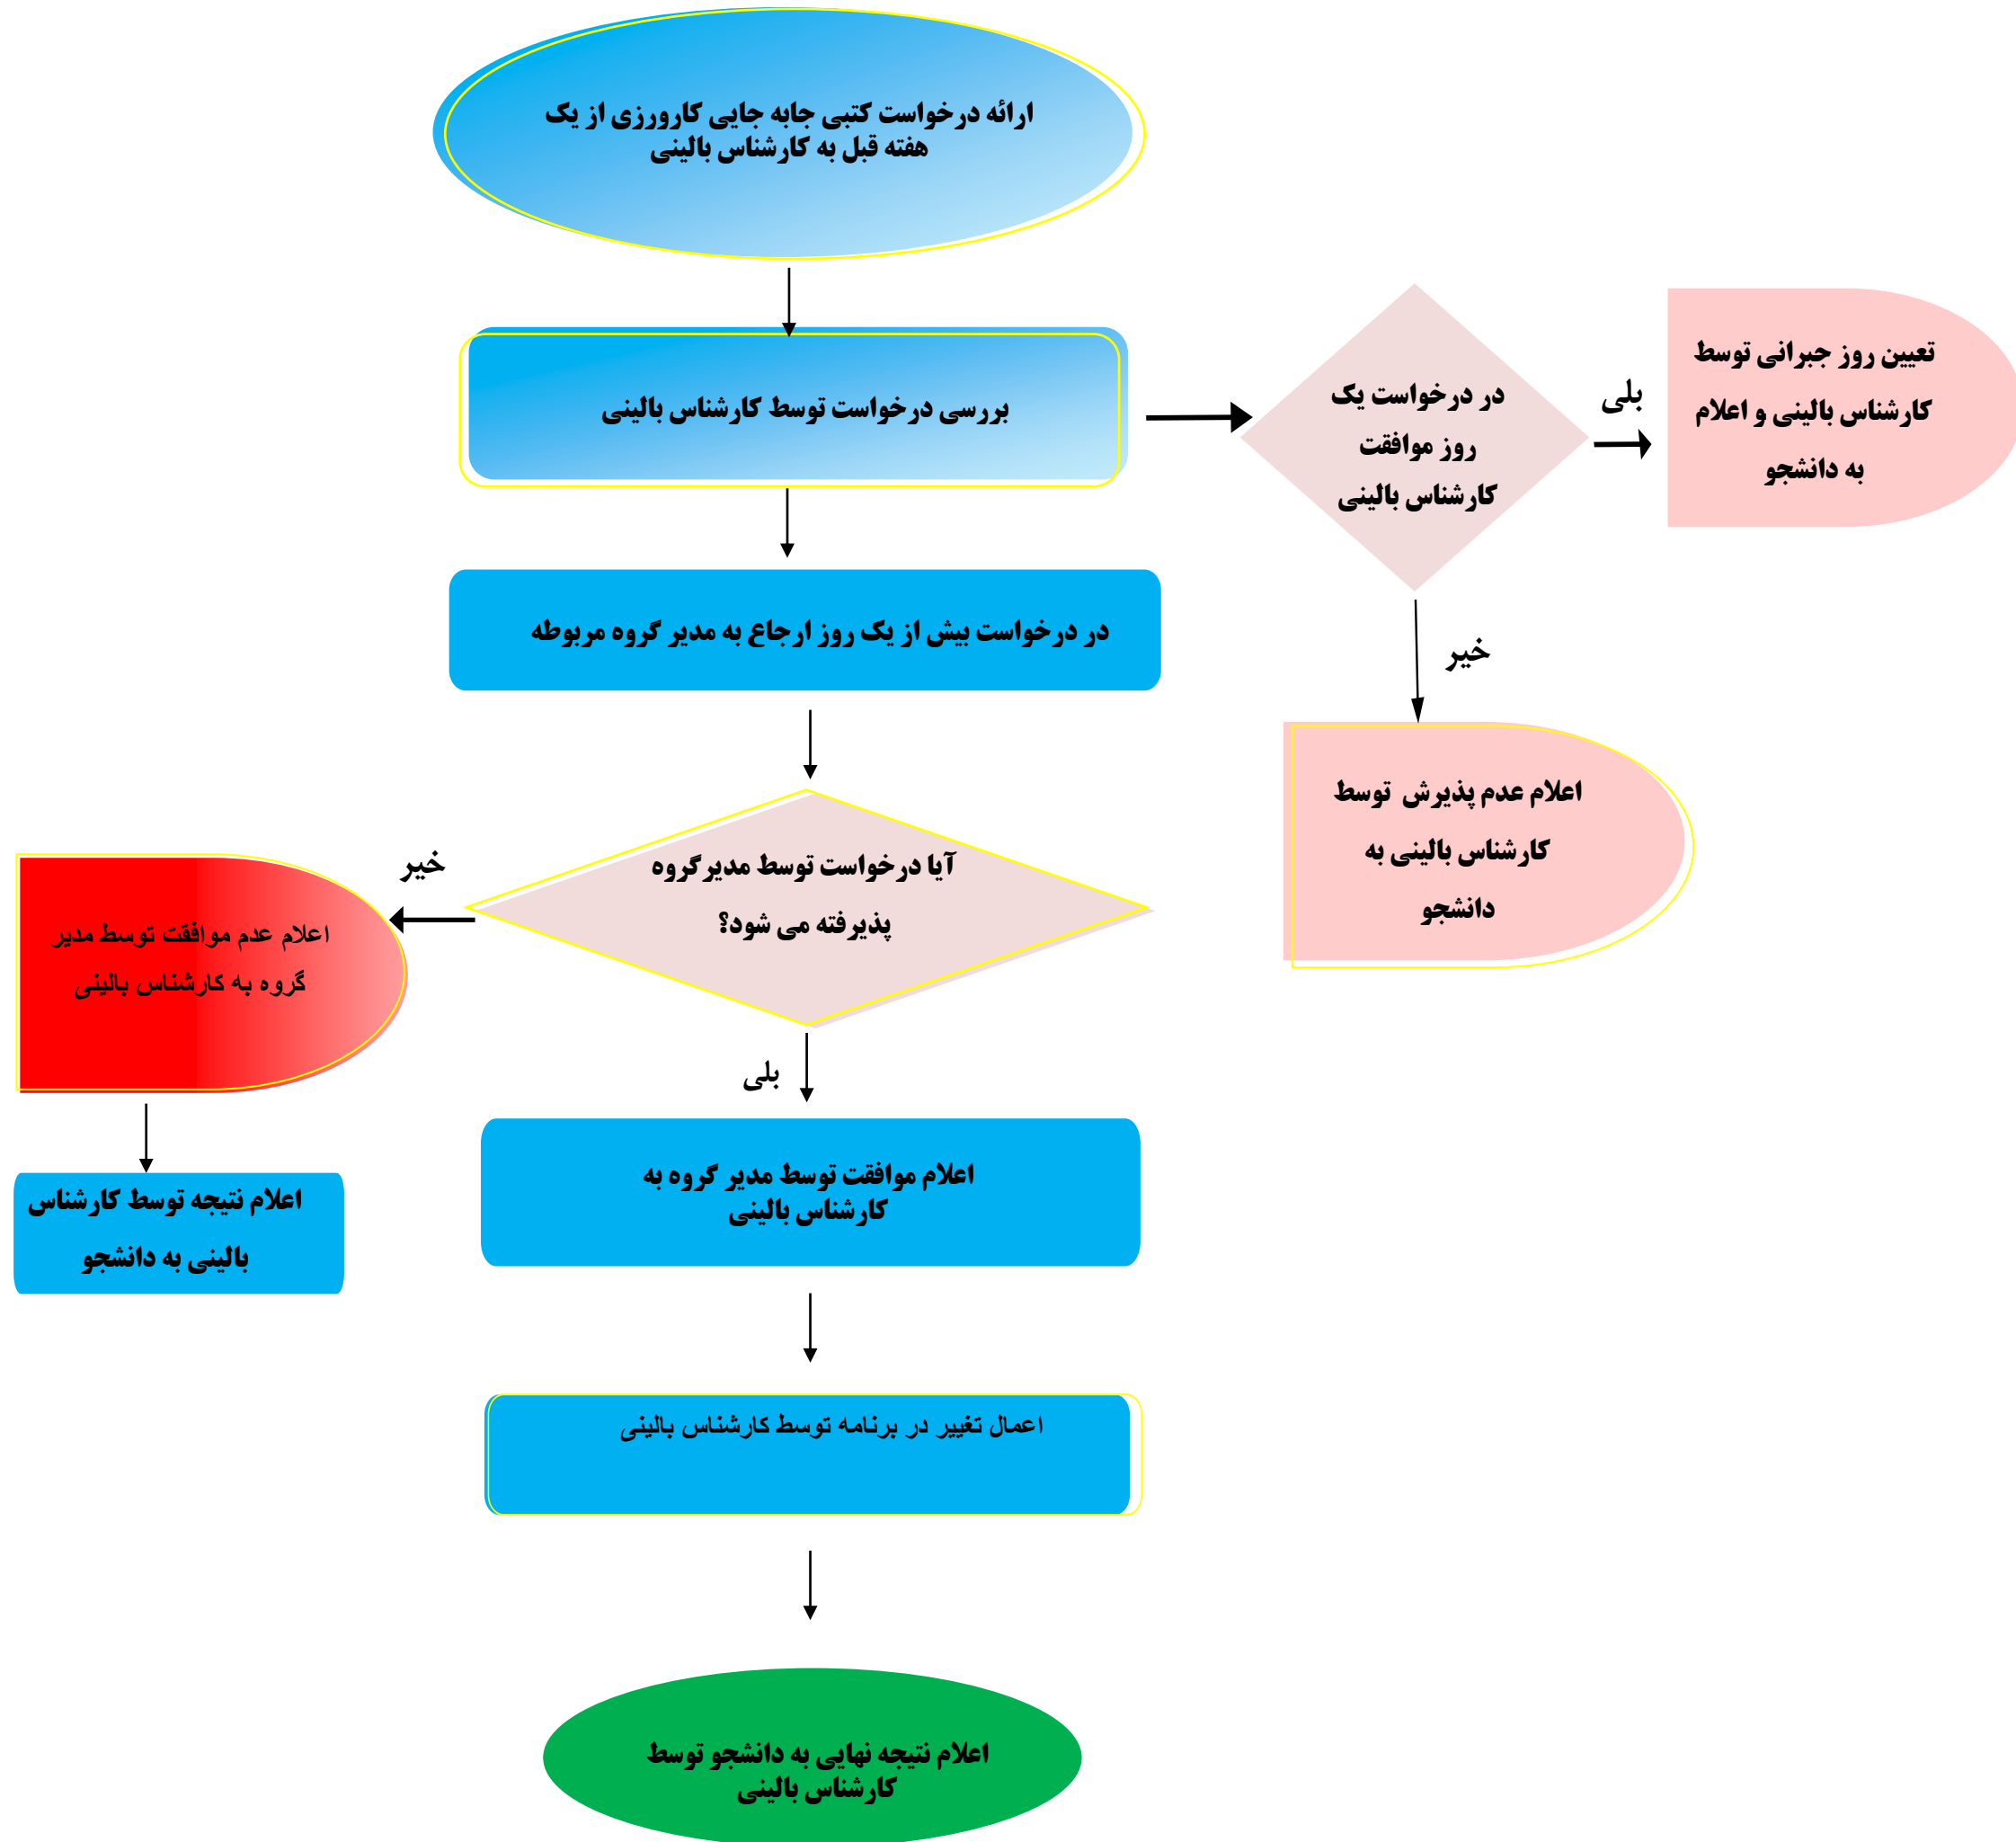 ارائه درخواست کتبی جابه جایی کارورزی از یک
هفته قبل به کارشناس بالینی
بررسی درخواست توسط کارشناس بالینی
در درخواست یک
روز موافقت
کارشناس بالینی
بلی
تعیین روز جبرانی توسط
کارشناس بالینی و اعلام
به دانشجو
خیر
اعلام عدم پذیرش توسط
کارشناس بالینی به
دانشجو
در درخواست بیش از یک روز ارجاع به مدیر گروه مربوطه
آیا درخواست توسط مدیرگروه
پذیرفته می شود؟
خیر
اعلام عدم موافقت توسط مدیر
گروه به کارشناس بالینی
اعلام نتیجه توسط کارشناس
بالینی به دانشجو
بلی
اعلام موافقت توسط مدیر گروه به
کارشناس بالینی
اعمال تغییر در برنامه توسط کارشناس بالینی
اعلام نتیجه نهایی به دانشجو توسط
کارشناس بالینی